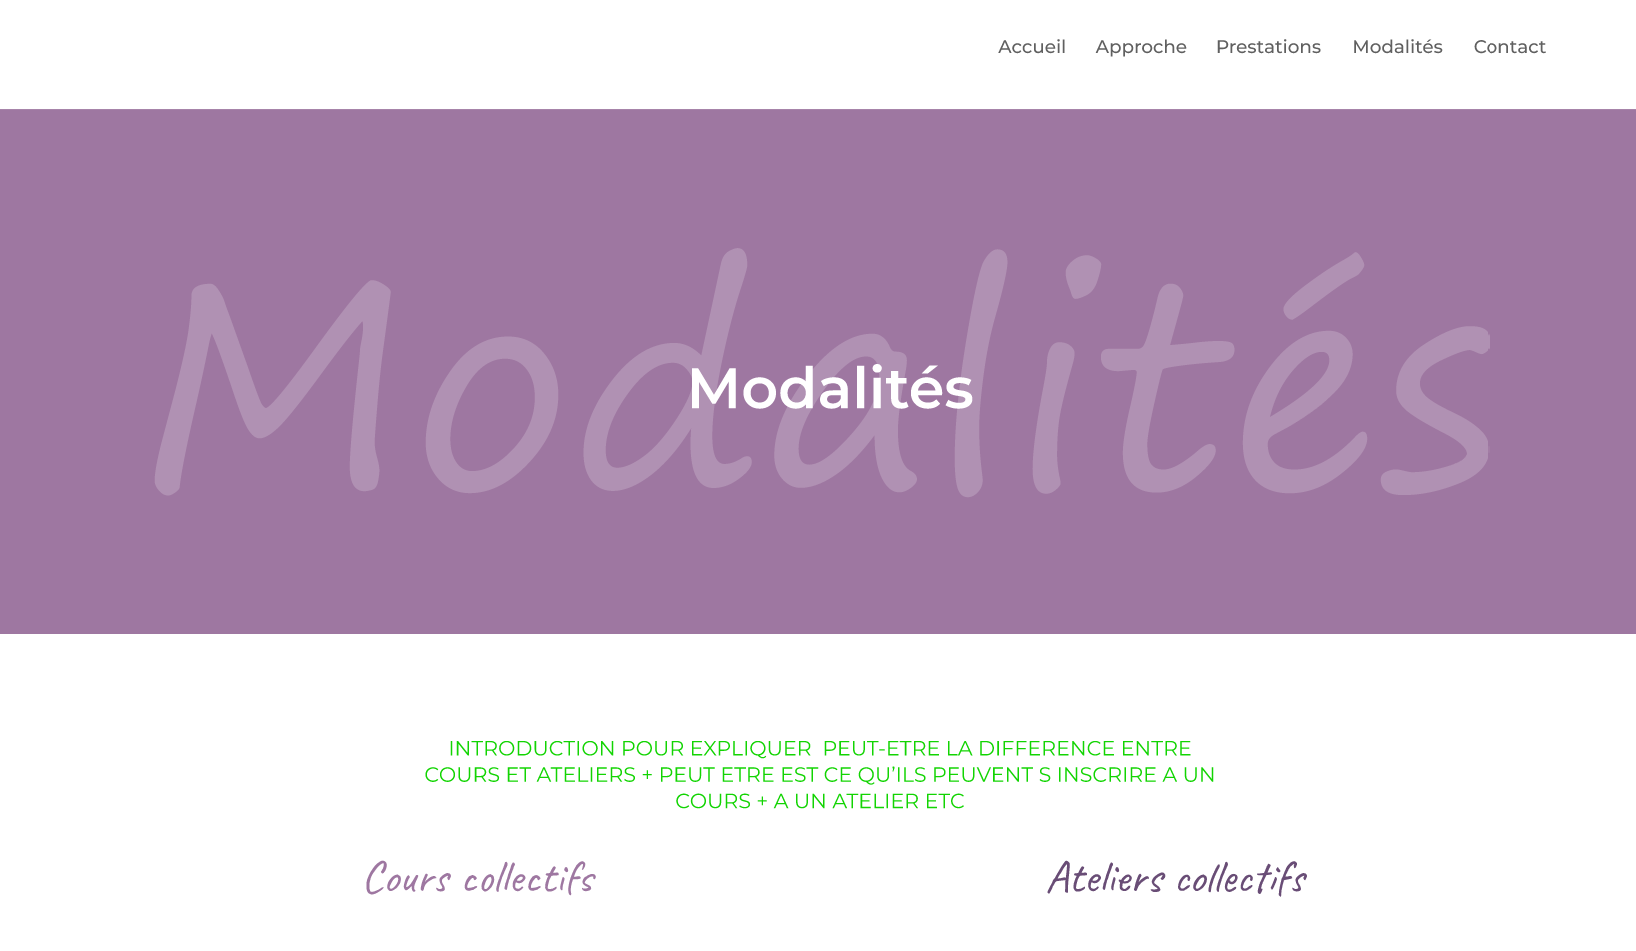 Accueil Approche Prestations Modalités Contact
Modalités
Modalités
INTRODUCTION POUR EXPLIQUER  PEUT-ETRE LA DIFFERENCE ENTRE
COURS ET ATELIERS + PEUT ETRE EST CE QU’ILS PEUVENT S INSCRIRE A UN
COURS + A UN ATELIER ETC
Cours collectifs
Ateliers collectifs